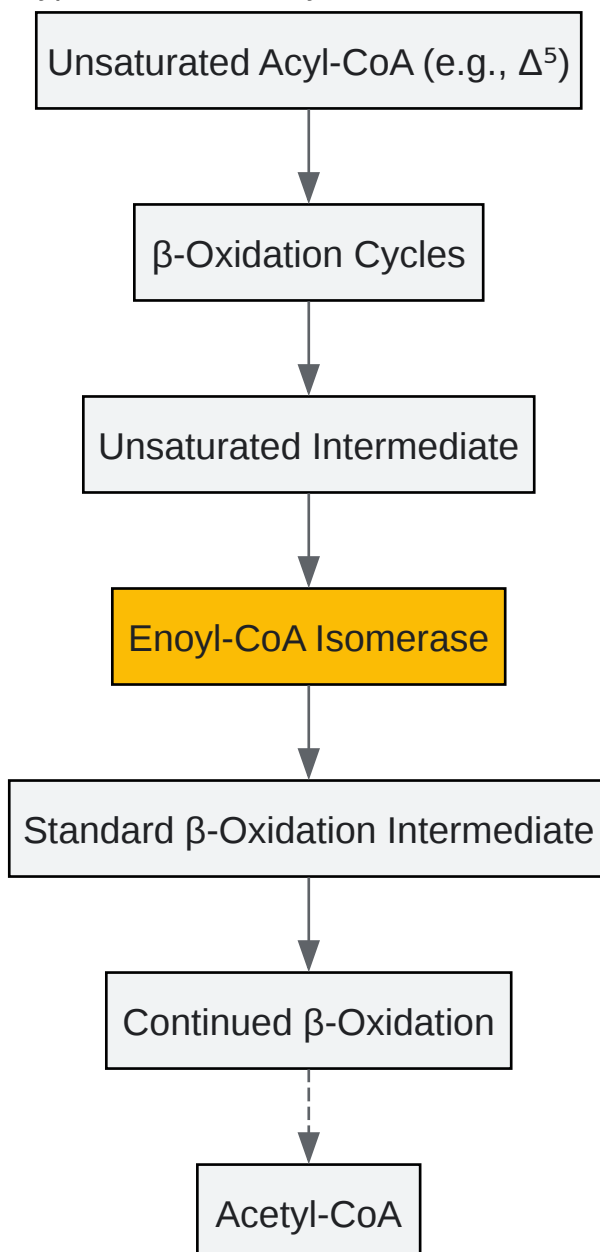 Unsaturated Acyl-CoA (e.g., Δ⁵)
β-Oxidation Cycles
Unsaturated Intermediate
Enoyl-CoA Isomerase
Standard β-Oxidation Intermediate
Continued β-Oxidation
Acetyl-CoA